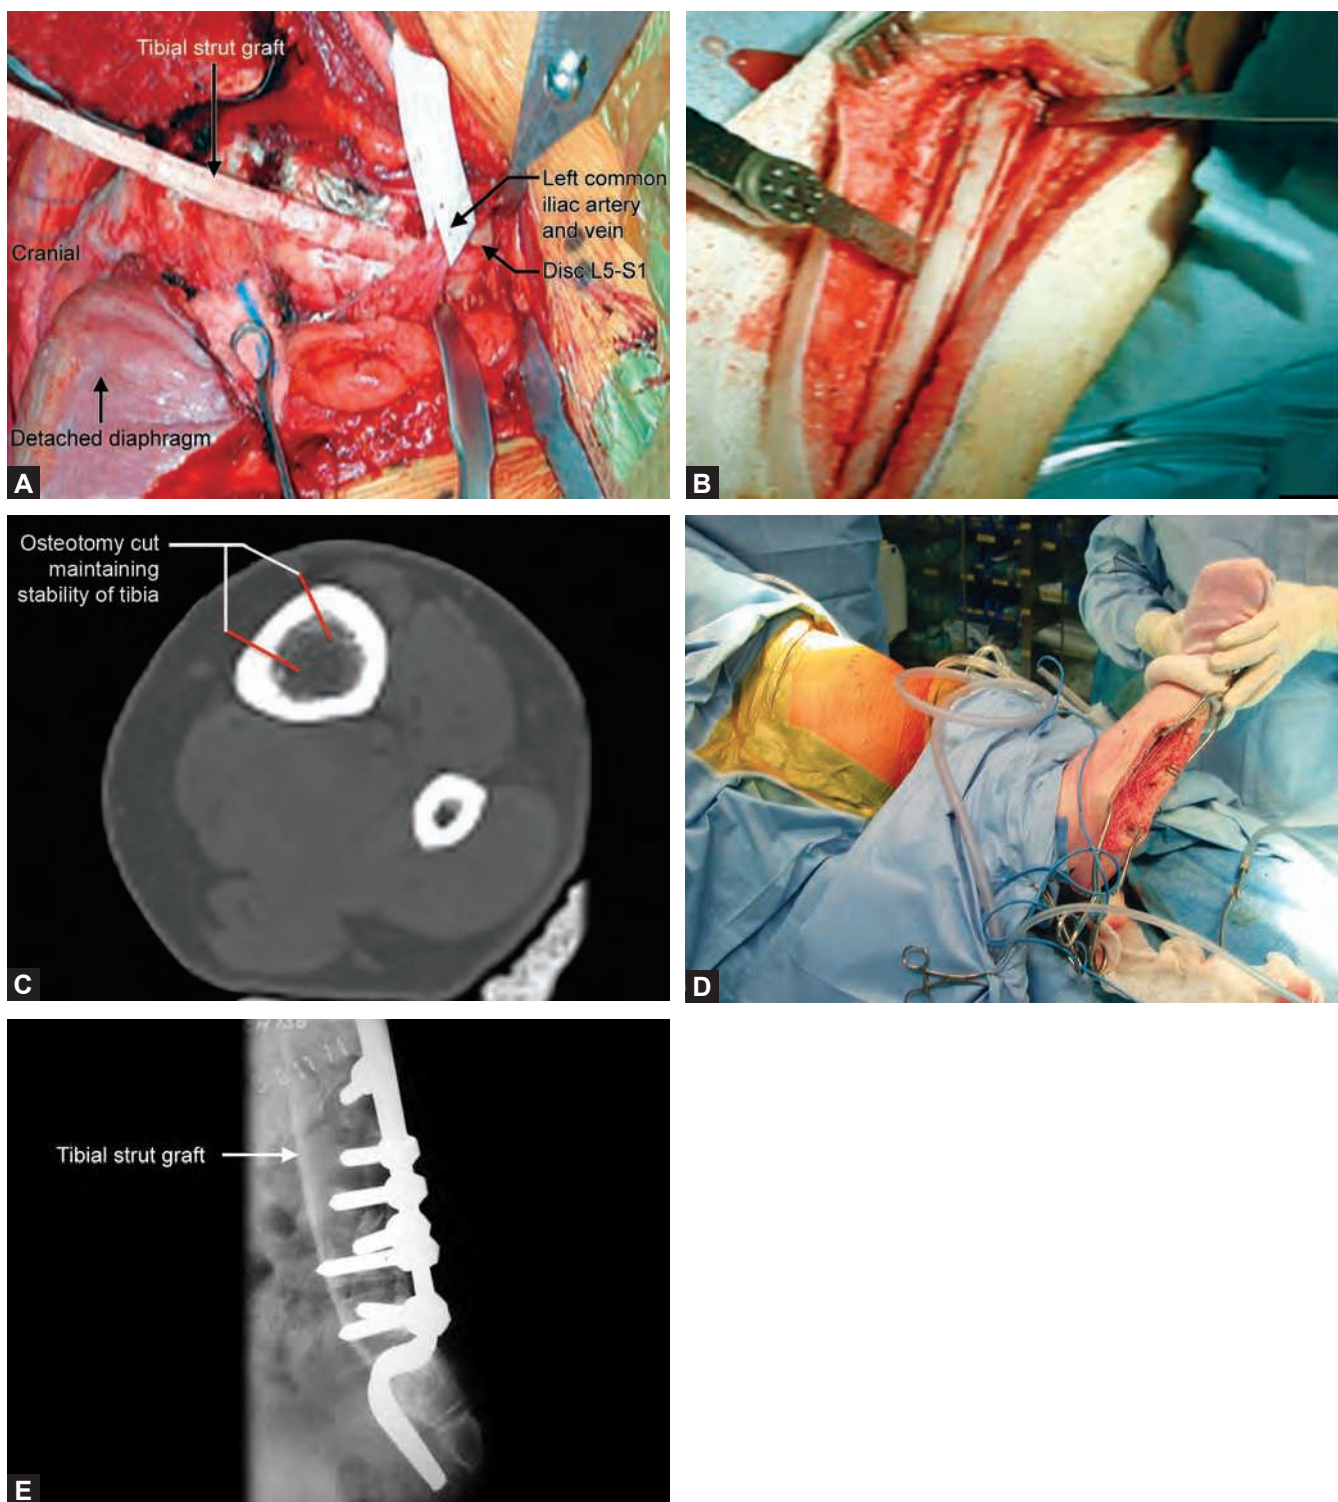 Tibial strut graft
Left common
iliac artery
and vein
Cranial
Disc L5-S1
Detached diaphragm
A
B
Osteotomy cut
maintaining
stability of tibia
C
D
Tibial strut graft
E